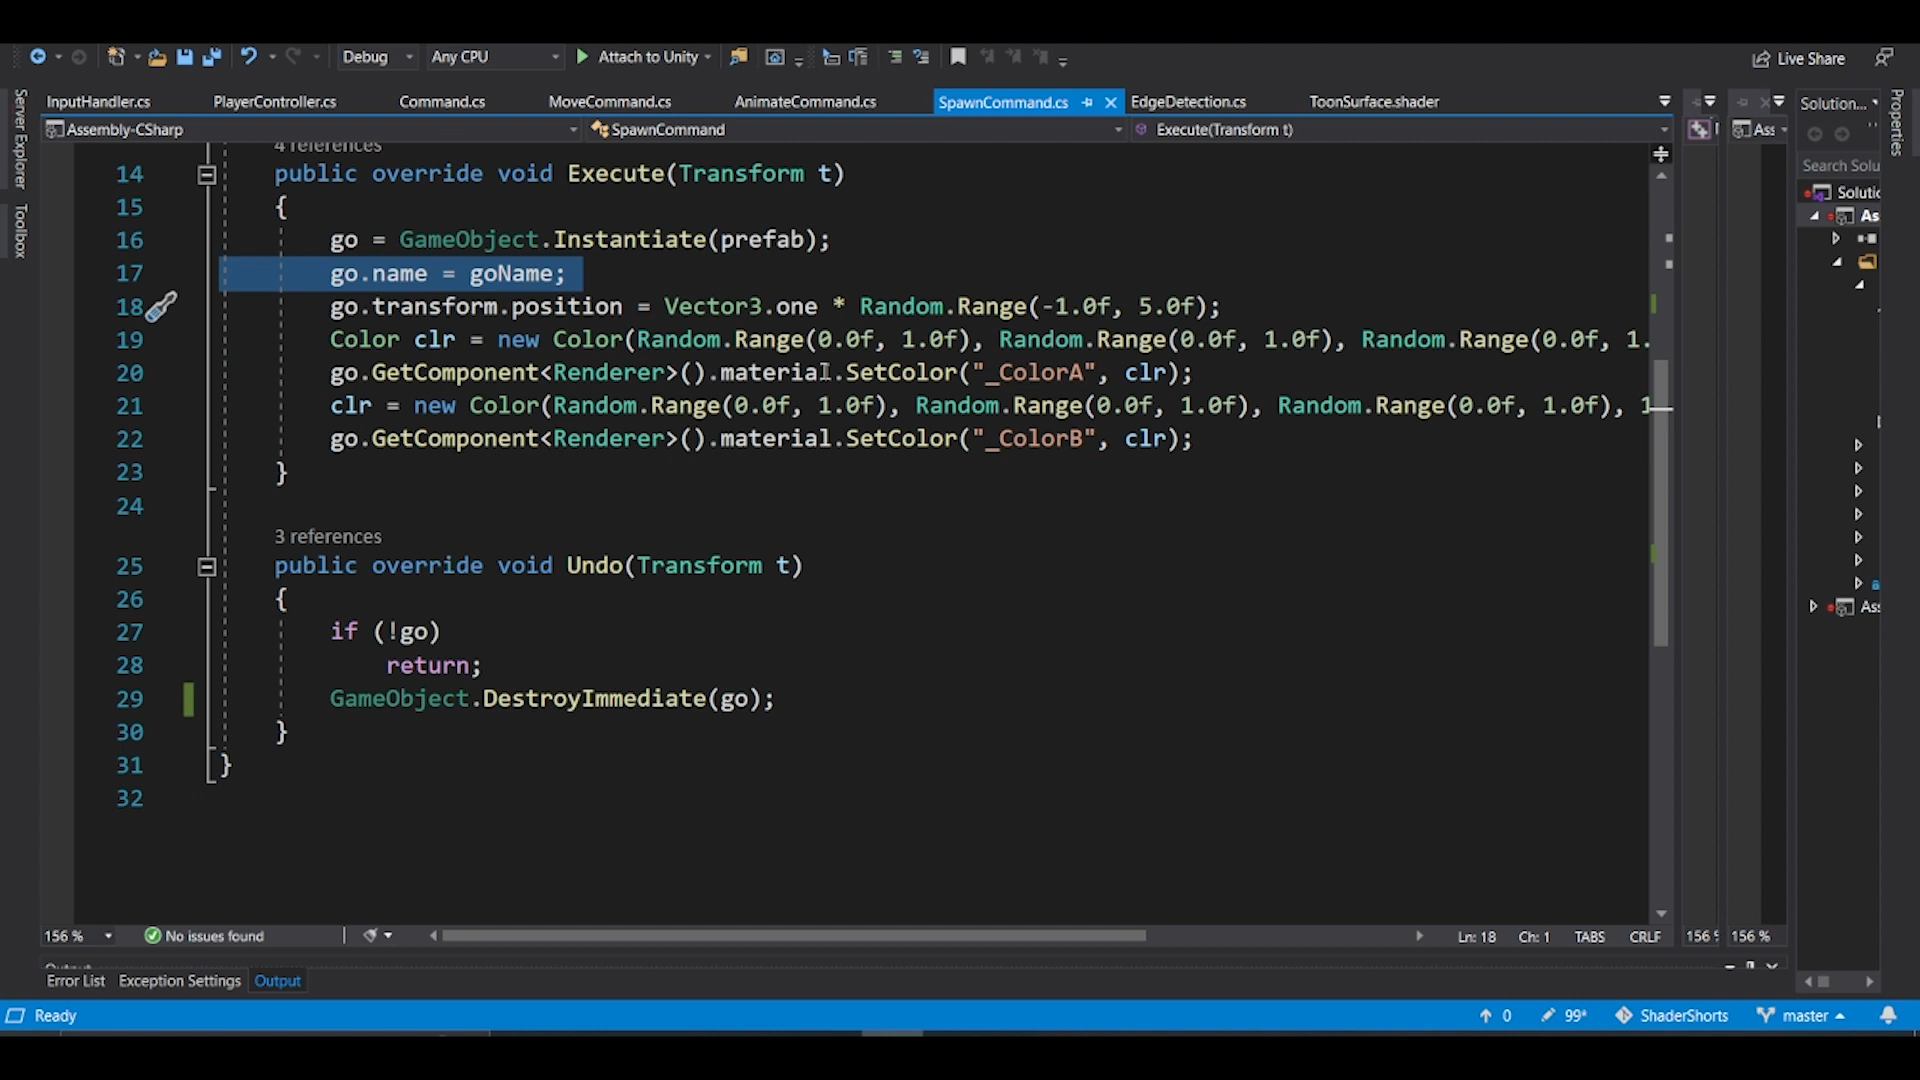 Debug Any CPU Attach to Unity Live Share
InputHandler.cs PlayerController.cs Command.cs MoveCommand.cs AnimateCommand.cs SpawnCommand.cs EdgeDetection.cs ToonSurface.shader Solution...
Assembly-CSharp SpawnCommand Execute(Transform t) Ass
Server Explorer
Toolbox
Properties
Search Solu
Solutio
As
Ass
4 references
14 public override void Execute(Transform t)
15 {
16 go = GameObject.Instantiate(prefab);
17 go.name = goName;
18 go.transform.position = Vector3.one * Random.Range(-1.0f, 5.0f);
19 Color clr = new Color(Random.Range(0.0f, 1.0f), Random.Range(0.0f, 1.0f), Random.Range(0.0f, 1.
20 go.GetComponent<Renderer>().material.SetColor("_ColorA", clr);
21 clr = new Color(Random.Range(0.0f, 1.0f), Random.Range(0.0f, 1.0f), Random.Range(0.0f, 1.0f), 1
22 go.GetComponent<Renderer>().material.SetColor("_ColorB", clr);
23 }
24
3 references
25 public override void Undo(Transform t)
26 {
27 if (!go)
28 return;
29 GameObject.DestroyImmediate(go);
30 }
31 }
32
156 % No issues found Ln: 18 Ch: 1 TABS CRLF 156 % 156 %
Output
Error List Exception Settings Output
Ready 0 99* ShaderShorts master